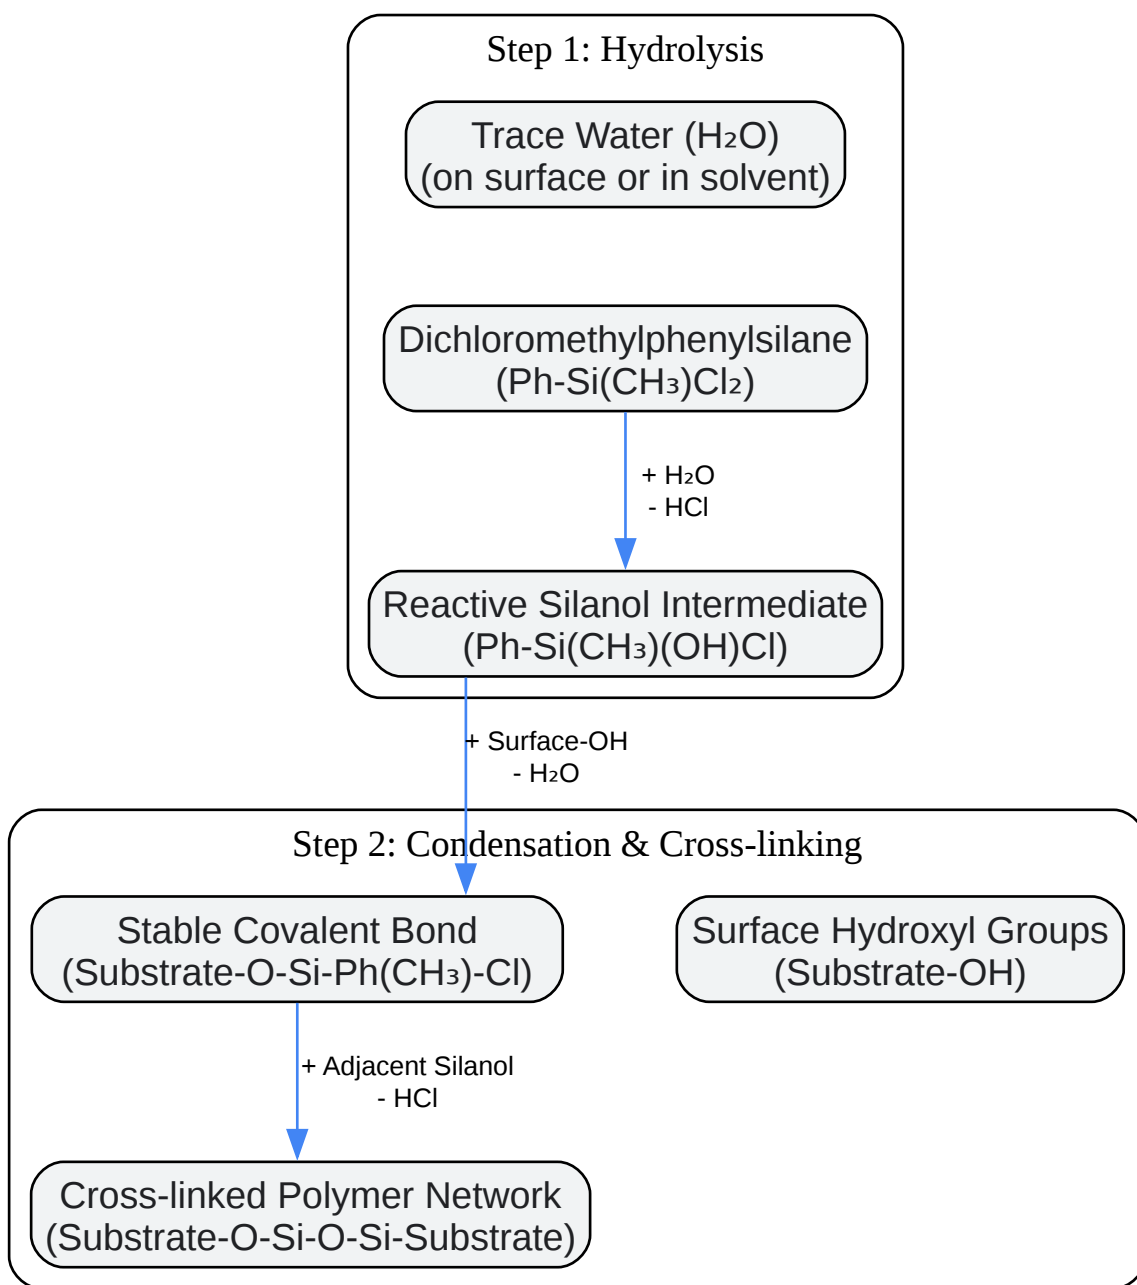 Step 1: Hydrolysis
Trace Water (H₂O)
(on surface or in solvent)
Dichloromethylphenylsilane
(Ph-Si(CH₃)Cl₂)
+ H₂O
- HCl
Reactive Silanol Intermediate
(Ph-Si(CH₃)(OH)Cl)
+ Surface-OH
- H₂O
Step 2: Condensation & Cross-linking
Stable Covalent Bond
(Substrate-O-Si-Ph(CH₃)-Cl)
Surface Hydroxyl Groups
(Substrate-OH)
+ Adjacent Silanol
- HCl
Cross-linked Polymer Network
(Substrate-O-Si-O-Si-Substrate)